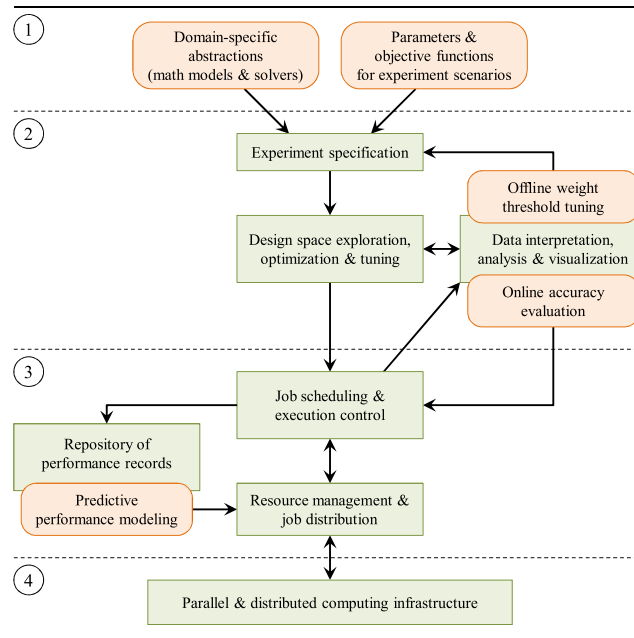 1
Domain-specific
abstractions
(math models & solvers)
Parameters &
objective functions
for experiment scenarios
2
Experiment specification
Offline weight
threshold tuning
Design space exploration,
optimization & tuning
Data interpretation,
analysis & visualization
Online accuracy
evaluation
3
Job scheduling &
execution control
Repository of
performance records
Predictive
performance modeling
Resource management &
job distribution
4
Parallel & distributed computing infrastructure